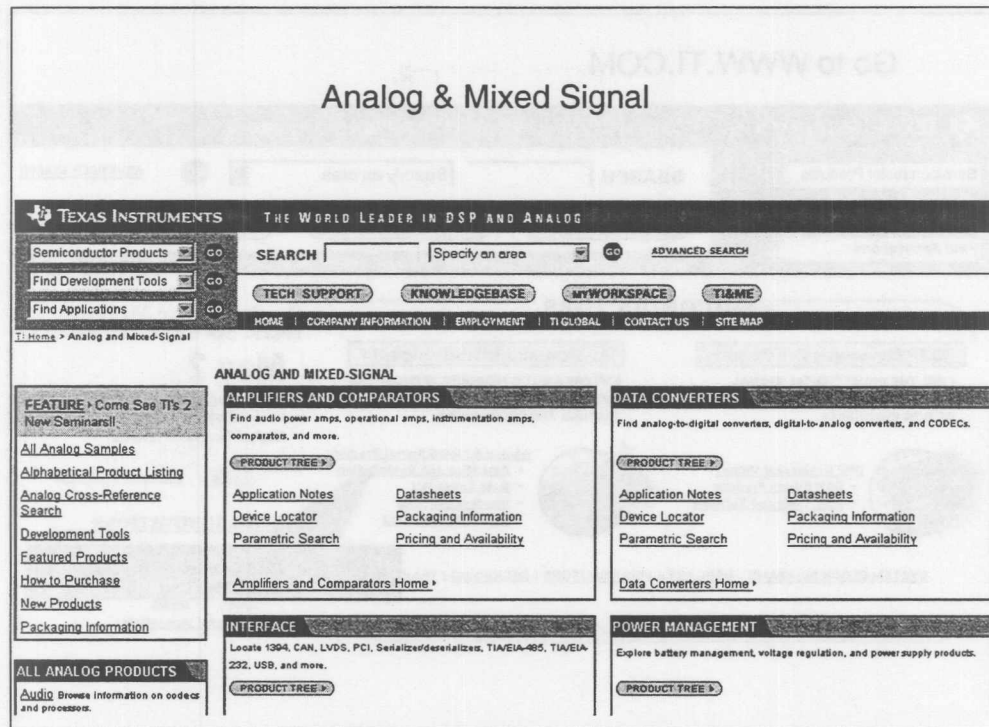 Analog & Mixed Signal
TEXAS INSTRUMENTS THE WORLD LEADER IN DSP AND ANALOG
Semiconductor Products GO SEARCH Specify an area GO ADVANCED SEARCH
Find Development Tools GO
TECH SUPPORT KNOWLEDGEBASE MYWORKSPACE TI&ME
Find Applications GO
HOME | COMPANY INFORMATION | EMPLOYMENT | TI GLOBAL | CONTACT US | SITE MAP
TI Home > Analog and Mixed-Signal
FEATURE Come See TI's 2
New Seminars!!
All Analog Samples
Alphabetical Product Listing
Analog Cross-Reference
Search
Development Tools
Featured Products
How to Purchase
New Products
Packaging Information
ALL ANALOG PRODUCTS
Audio Browse information on codecs
and processors.
ANALOG AND MIXED-SIGNAL
AMPLIFIERS AND COMPARATORS
Find audio power amps, operational amps, instrumentation amps,
comparators, and more.
PRODUCT TREE
Application Notes Datasheets
Device Locator Packaging Information
Parametric Search Pricing and Availability
Amplifiers and Comparators Home
DATA CONVERTERS
Find analog-to-digital converters, digital-to-analog converters, and CODECs.
PRODUCT TREE
Application Notes Datasheets
Device Locator Packaging Information
Parametric Search Pricing and Availability
Data Converters Home
INTERFACE
Locate 1394, CAN, LVDS, PCI, Serializer/deserializers, TIA/EIA-485, TIA/EIA-
232, USB, and more.
PRODUCT TREE
POWER MANAGEMENT
Explore battery management, voltage regulation, and power supply products.
PRODUCT TREE